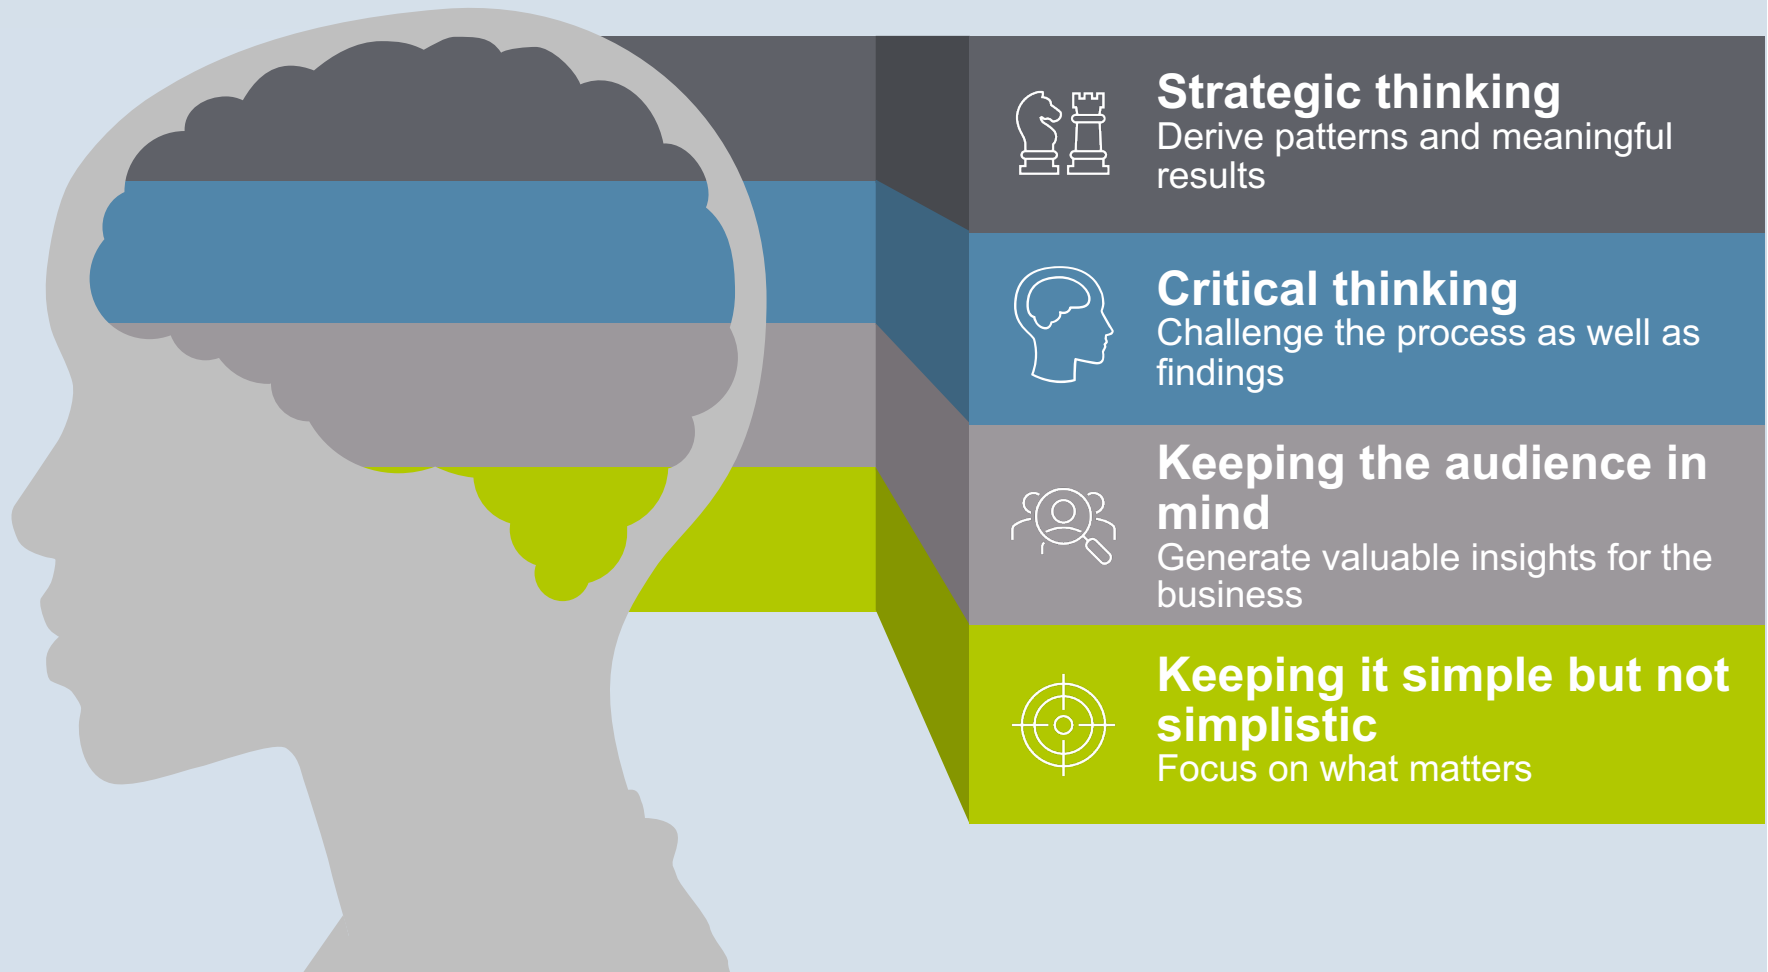 Strategic thinking
Derive patterns and meaningful
results
Critical thinking
Challenge the process as well as
findings
Keeping the audience in
mind
Generate valuable insights for the
business
Keeping it simple but not
simplistic
Focus on what matters